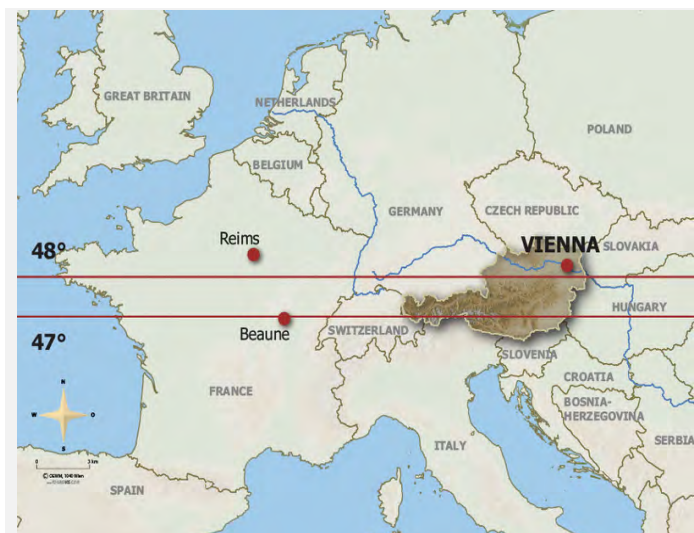 GREAT BRITAIN
NETHERLANDS
POLAND
BELGIUM
GERMANY
CZECH REPUBLIC
Reims
VIENNA
SLOVAKIA
48°
HUNGARY
Beaune
SWITZERLAND
47°
SLOVENIA
CROATIA
FRANCE
BOSNIA-
HERZEGOVINA
N
W
O
S
ITALY
SERBIA
0
SPAIN